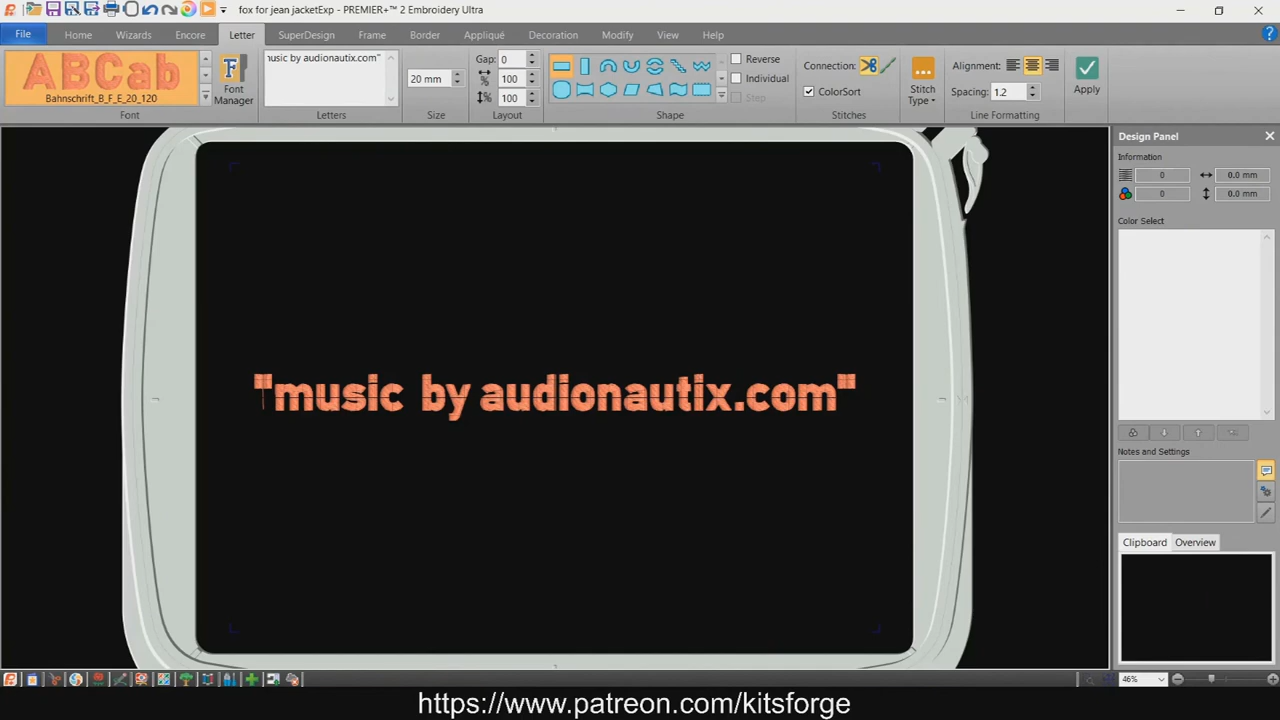 fox for jean jacketExp - PREMIER+™ 2 Embroidery Ultra
File Home Wizards Encore Letter SuperDesign Frame Border Appliqué Decoration Modify View Help
ABCab
Bahnschrift_B_F_E_20_120
Font Manager
usic by audionautix.com"
20 mm
Gap: 0
% 100
% 100
Reverse
Individual
Step
Connection:
ColorSort
Stitch Type
Alignment:
Spacing: 1.2
Apply
Font Letters Size Layout Shape Stitches Line Formatting
Design Panel
Information
0 0.0 mm
0 0.0 mm
Color Select
"music by audionautix.com"
Notes and Settings
Clipboard Overview
46%
https://www.patreon.com/kitsforge